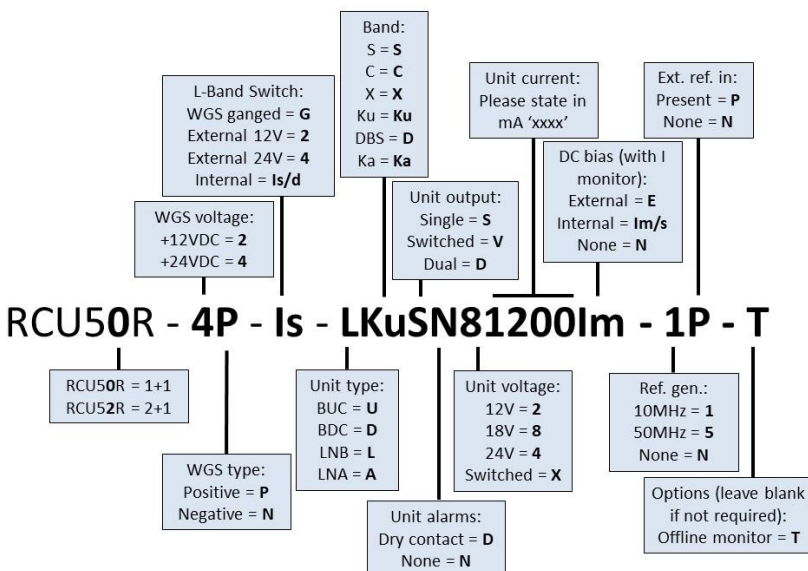 Band:
S = S
C = C
X = X
Ku = Ku
DBS = D
Ka = Ka
L-Band Switch:
WGS ganged = G
External 12V = 2
External 24V = 4
Internal = Is/d
Unit current:
Please state in
mA ‘xxxx’
Ext. ref. in:
Present = P
None = N
DC bias (with I
monitor):
External = E
Internal = Im/s
None = N
Unit output:
Single = S
Switched = V
Dual = D
WGS voltage:
+12VDC = 2
+24VDC = 4
RCU50R - 4P - Is - LKuSN81200Im - 1P - T
RCU50R = 1+1
RCU52R = 2+1
Unit type:
BUC = U
BDC = D
LNB = L
LNA = A
Unit voltage:
12V = 2
18V = 8
24V = 4
Switched = X
Ref. gen.:
10MHz = 1
50MHz = 5
None = N
WGS type:
Positive = P
Negative = N
Unit alarms:
Dry contact = D
None = N
Options (leave blank
if not required):
Offline monitor = T